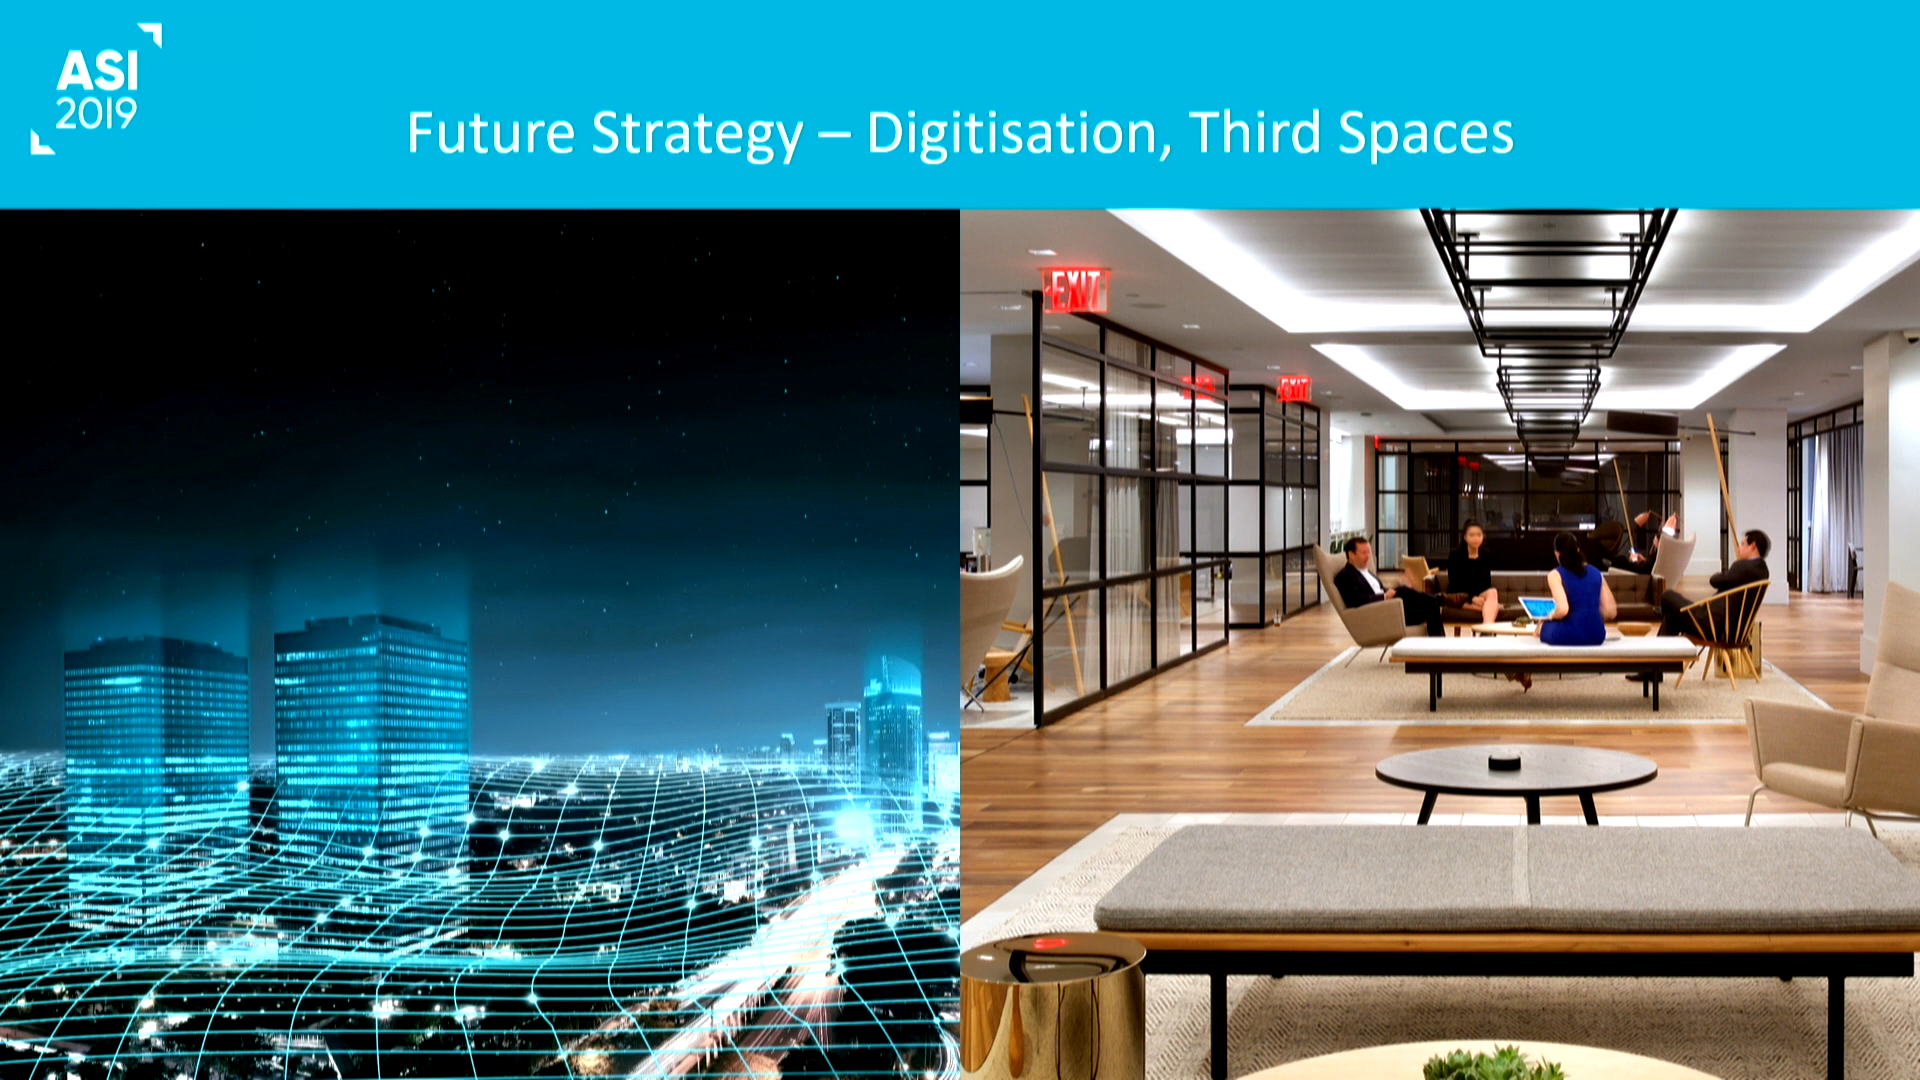 ASI
2019
Future Strategy – Digitisation, Third Spaces
EXIT
EXIT